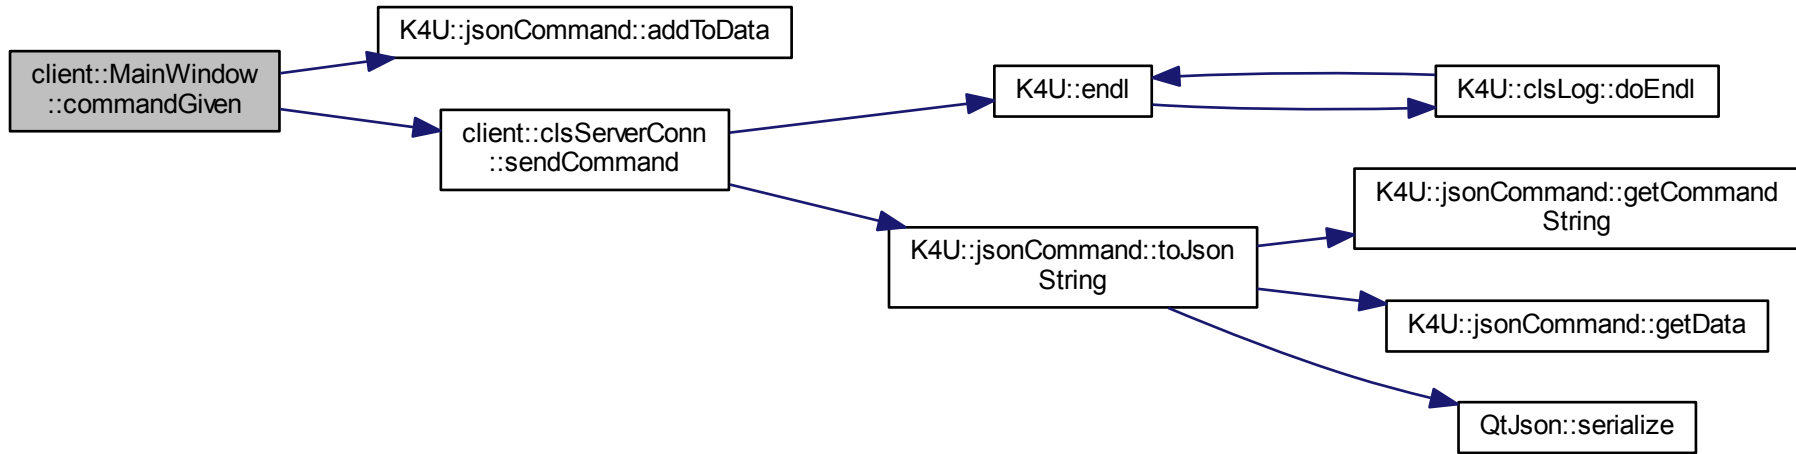 client::MainWindow
::commandGiven
K4U::jsonCommand::addToData
client::clsServerConn
::sendCommand
K4U::endl
K4U::clsLog::doEndl
K4U::jsonCommand::toJson
String
K4U::jsonCommand::getCommand
String
K4U::jsonCommand::getData
QtJson::serialize